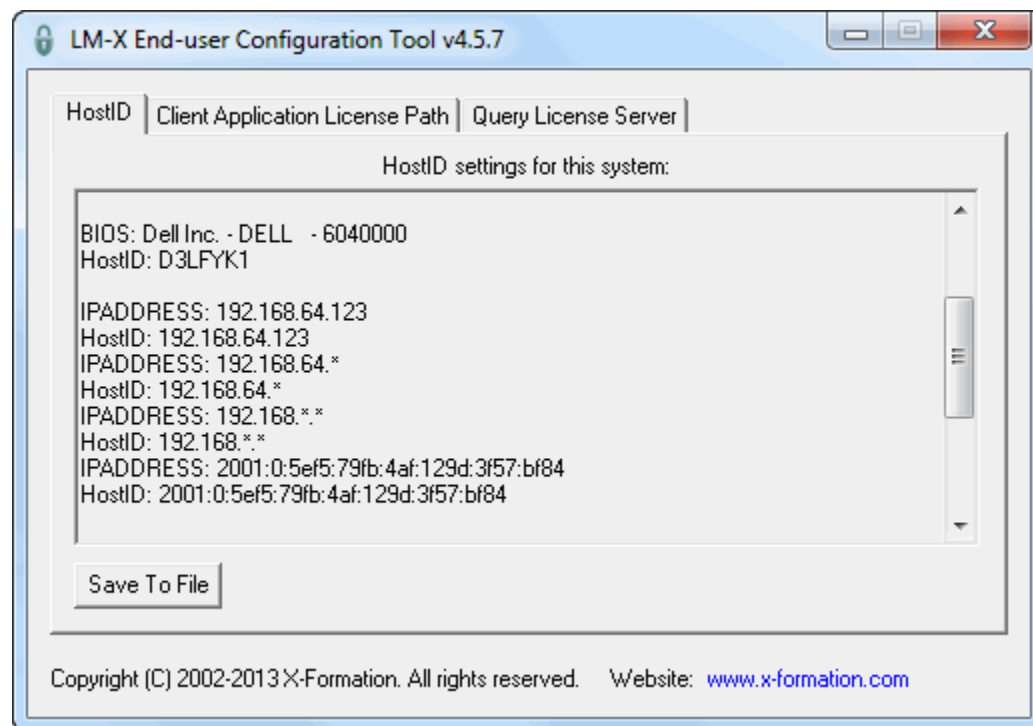 LM-X End-user Configuration Tool v4.5.7
HostID Client Application License Path Query License Server
HostID settings for this system:
BIOS: Dell Inc. - DELL   - 6040000
HostID: D3LFYK1
IPADDRESS: 192.168.64.123
HostID: 192.168.64.123
IPADDRESS: 192.168.64.*
HostID: 192.168.64.*
IPADDRESS: 192.168.*.*
HostID: 192.168.*.*
IPADDRESS: 2001:0:5ef5:79fb:4af:129d:3f57:bf84
HostID: 2001:0:5ef5:79fb:4af:129d:3f57:bf84
Save To File
Copyright (C) 2002-2013 X-Formation. All rights reserved. Website: www.x-formation.com